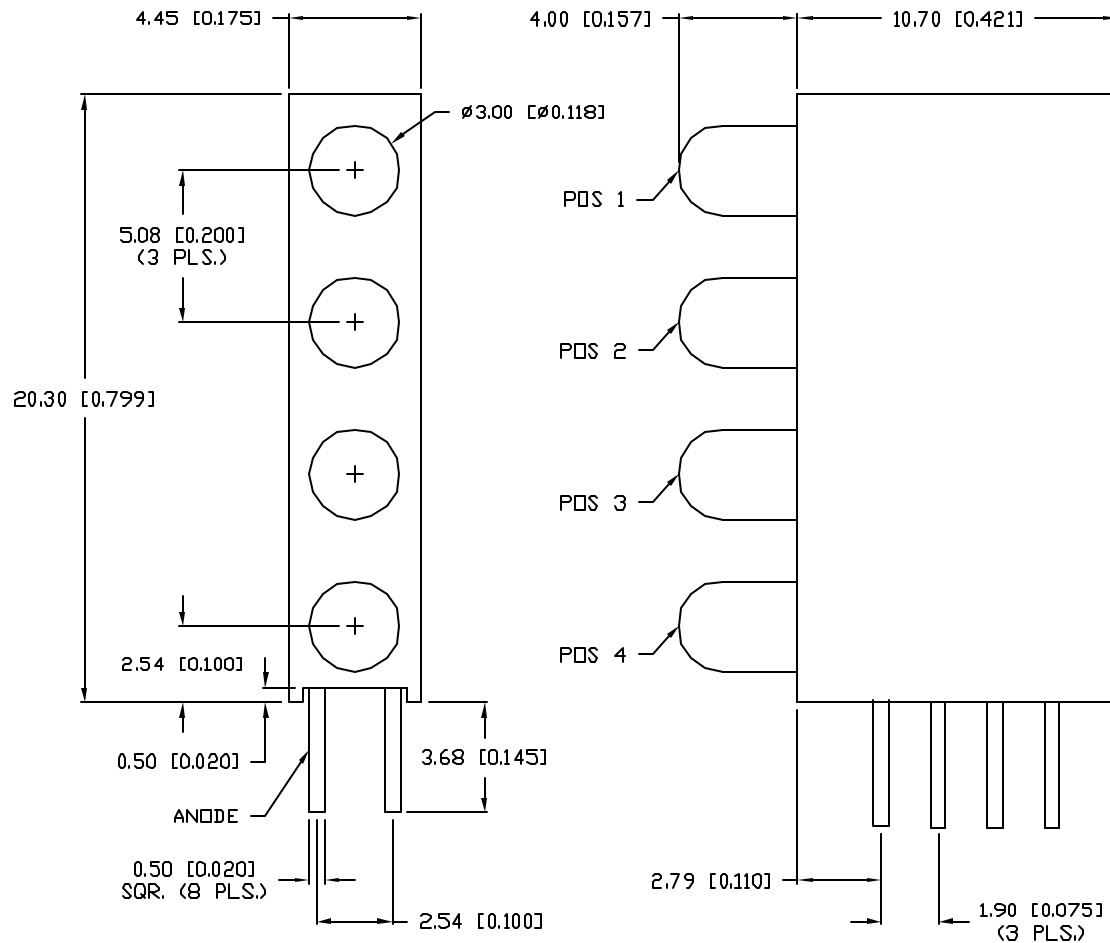 4.45 [0.175]
4.00 [0.157]
10.70 [0.421]
ø3.00 [ø0.118]
POS 1
5.08 [0.200]
(3 PLS.)
POS 2
20.30 [0.799]
POS 3
2.54 [0.100]
POS 4
0.50 [0.020]
3.68 [0.145]
ANODE
0.50 [0.020]
SQR. (8 PLS.)
2.79 [0.110]
2.54 [0.100]
1.90 [0.075]
(3 PLS.)